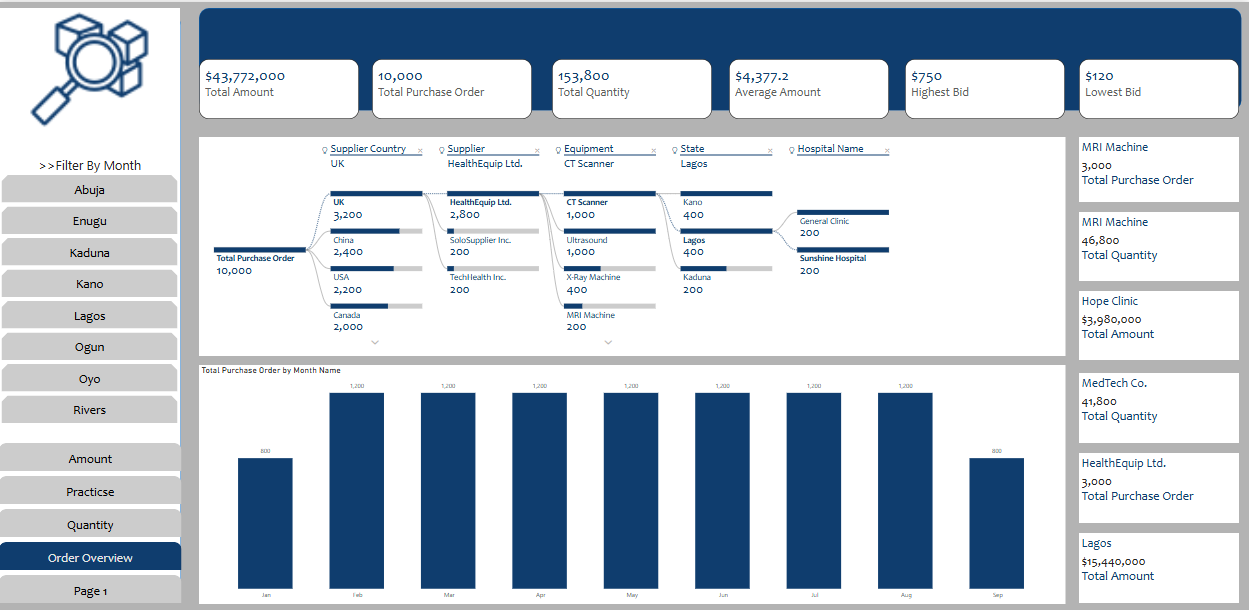 >>Filter By Month
Abuja
Enugu
Kaduna
Kano
Lagos
Ogun
Oyo
Rivers
Amount
Practicse
Quantity
Order Overview
Page 1
$43,772,000
Total Amount
10,000
Total Purchase Order
153,800
Total Quantity
$4,377.2
Average Amount
$750
Highest Bid
$120
Lowest Bid
Supplier Country
UK
Supplier
HealthEquip Ltd.
Equipment
CT Scanner
State
Lagos
Hospital Name
Total Purchase Order
10,000
UK
3,200
China
2,400
USA
2,200
Canada
2,000
HealthEquip Ltd.
2,800
SoloSupplier Inc.
200
TechHealth Inc.
200
CT Scanner
1,000
Ultrasound
1,000
X-Ray Machine
400
MRI Machine
200
Kano
400
Lagos
400
Kaduna
200
General Clinic
200
Sunshine Hospital
200
Total Purchase Order by Month Name
800
1,200
1,200
1,200
1,200
1,200
1,200
1,200
800
Jan
Feb
Mar
Apr
May
Jun
Jul
Aug
Sep
MRI Machine
3,000
Total Purchase Order
MRI Machine
46,800
Total Quantity
Hope Clinic
$3,980,000
Total Amount
MedTech Co.
41,800
Total Quantity
HealthEquip Ltd.
3,000
Total Purchase Order
Lagos
$15,440,000
Total Amount